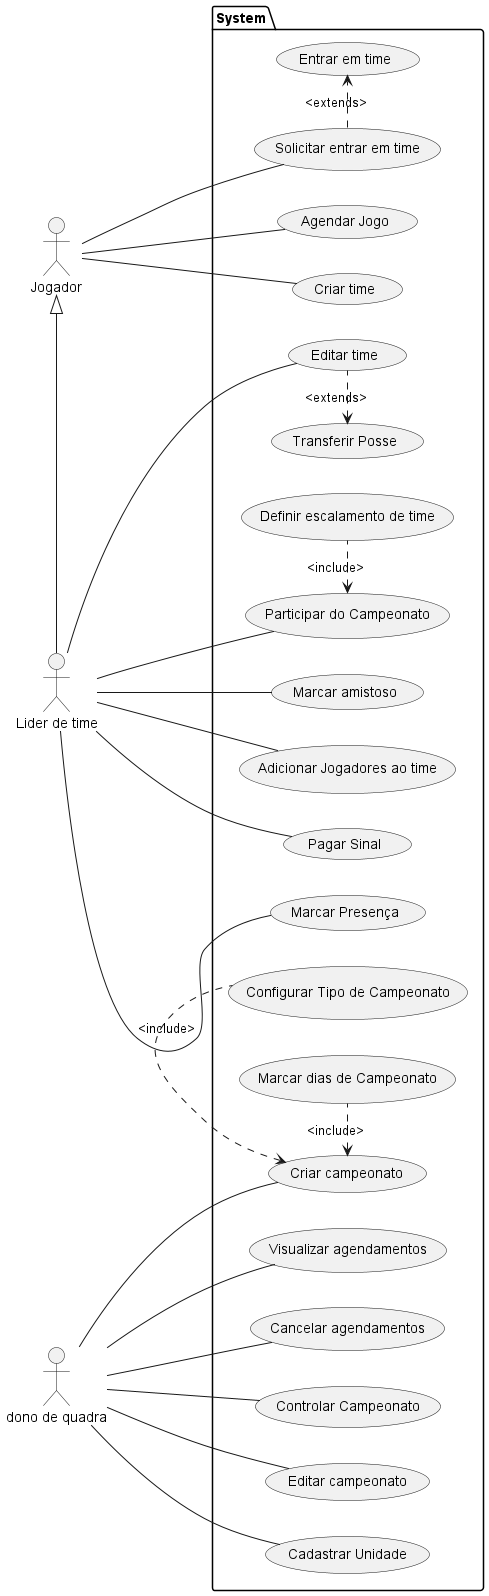 System
Entrar em time
<extends>
Solicitar entrar em time
Agendar Jogo
Jogador
Criar time
Editar time
<extends>
Transferir Posse
Definir escalamento de time
<include>
Participar do Campeonato
Marcar amistoso
Lider de time
Adicionar Jogadores ao time
Pagar Sinal
Marcar Presença
Configurar Tipo de Campeonato
<include>
Marcar dias de Campeonato
<include>
Criar campeonato
Visualizar agendamentos
Cancelar agendamentos
Controlar Campeonato
dono de quadra
Editar campeonato
Cadastrar Unidade